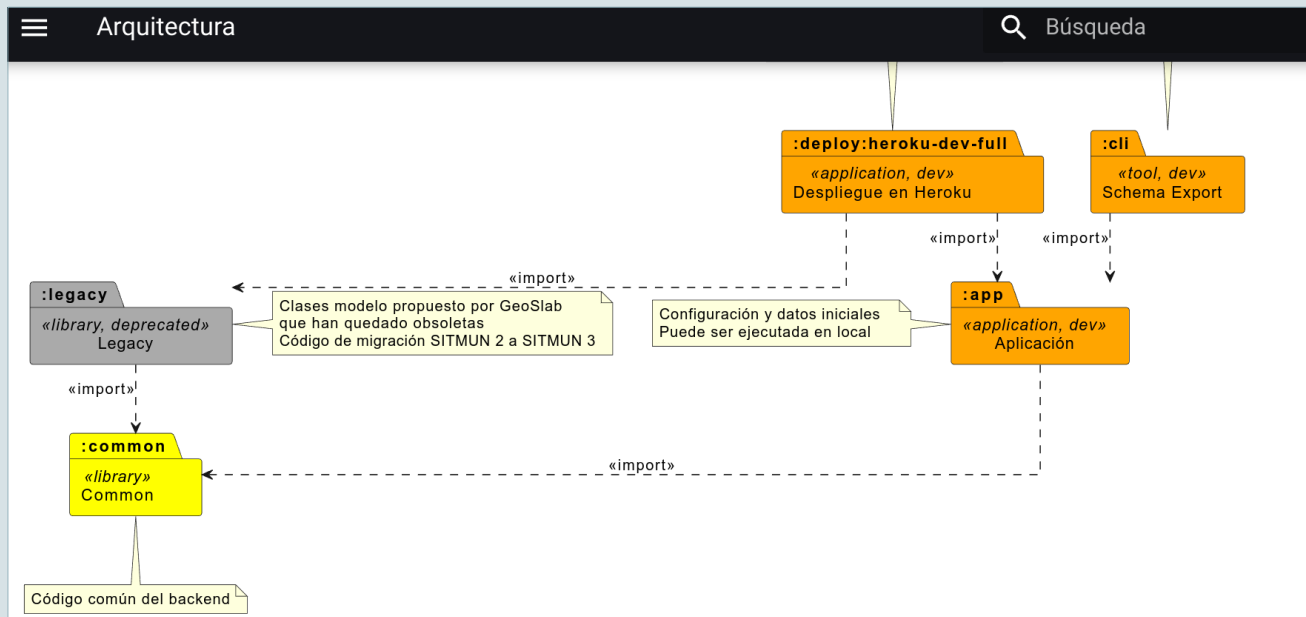 Arquitectura
Búsqueda
:deploy:heroku-dev-full
«application, dev»
Despliegue en Heroku
:cli
«tool, dev»
Schema Export
«import»
«import»
«import»
:legacy
«library, deprecated»
Legacy
Clases modelo propuesto por GeoSlab
que han quedado obsoletas
Código de migración SITMUN 2 a SITMUN 3
Configuración y datos iniciales
Puede ser ejecutada en local
:app
«application, dev»
Aplicación
«import»
:common
«library»
Common
«import»
Código común del backend